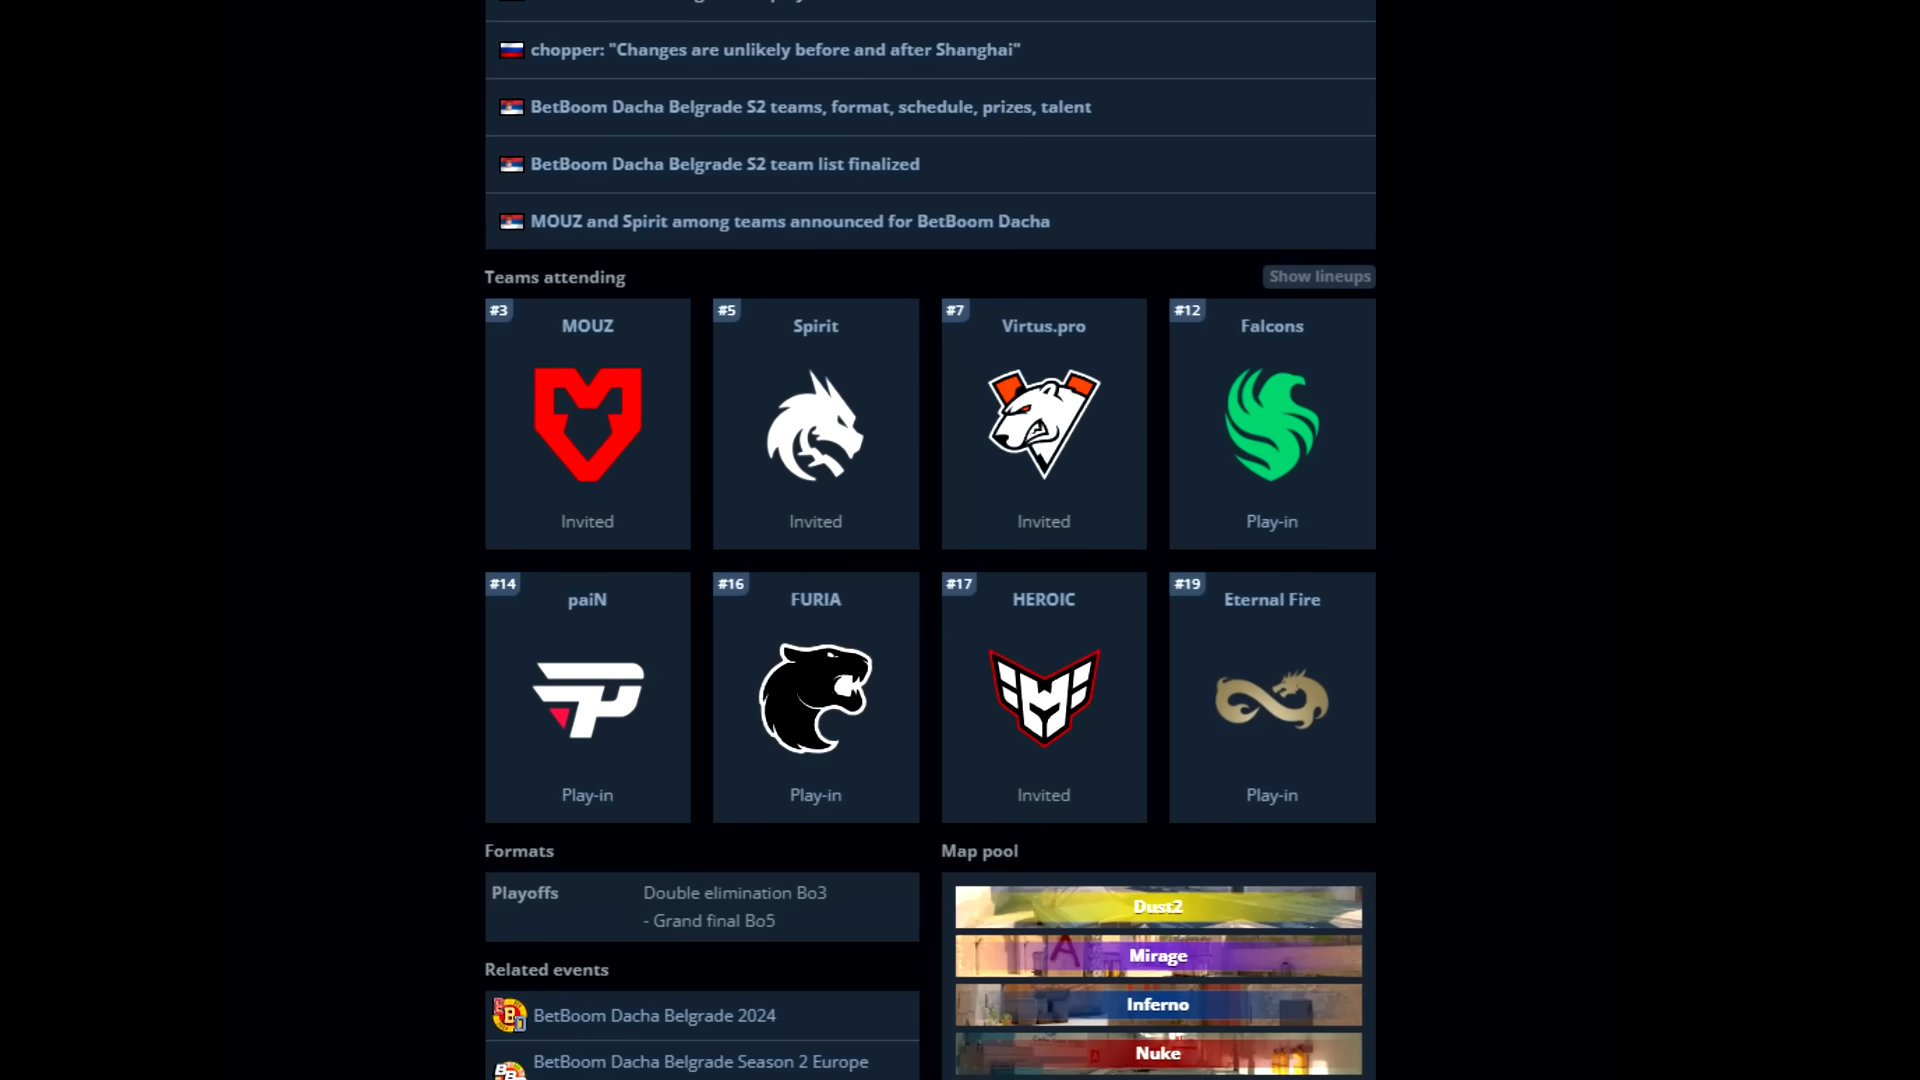 chopper: "Changes are unlikely before and after Shanghai"
BetBoom Dacha Belgrade S2 teams, format, schedule, prizes, talent
BetBoom Dacha Belgrade S2 team list finalized
MOUZ and Spirit among teams announced for BetBoom Dacha
Teams attending
Show lineups
#3
MOUZ
Invited
#5
Spirit
Invited
#7
Virtus.pro
Invited
#12
Falcons
Play-in
#14
paiN
Play-in
#16
FURIA
Play-in
#17
HEROIC
Invited
#19
Eternal Fire
Play-in
Formats
Playoffs
Double elimination Bo3
- Grand final Bo5
Map pool
Dust2
Mirage
Inferno
Nuke
Related events
BetBoom Dacha Belgrade 2024
BetBoom Dacha Belgrade Season 2 Europe